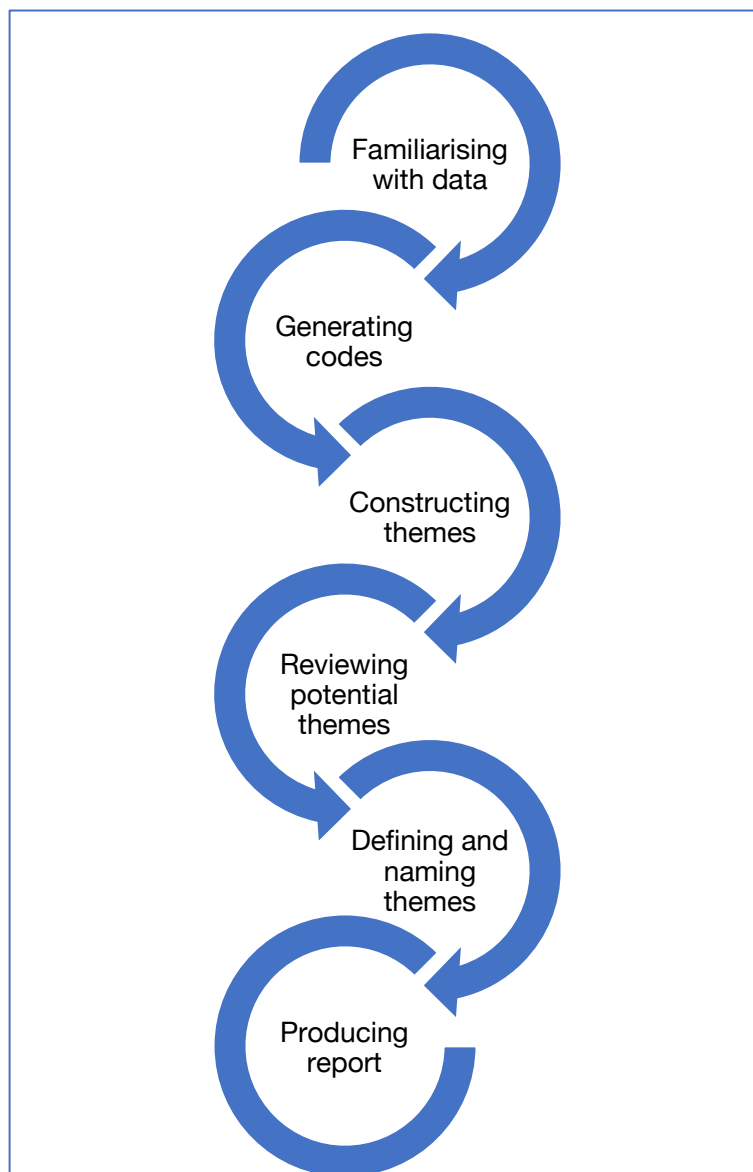 Familiarising
with data
Generating
codes
Constructing
themes
Reviewing
potential
themes
Defining and
naming
themes
Producing
report